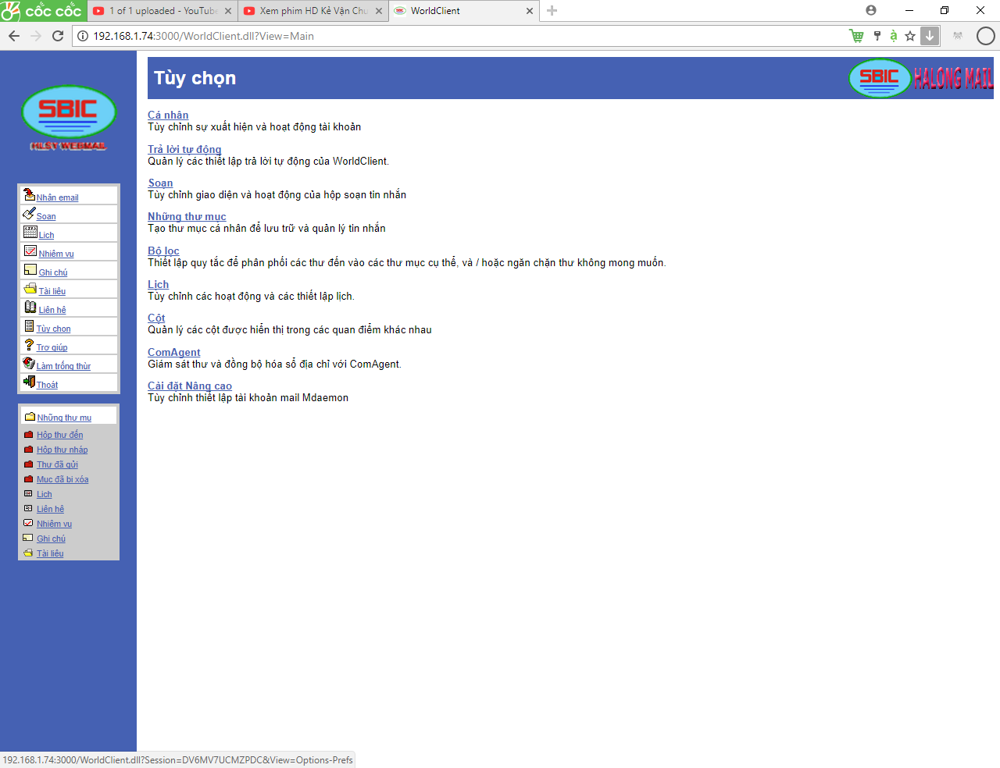 cốc cốc
1 of 1 uploaded - YouTube
Xem phim HD Kẻ Vận Chu
WorldClient
192.168.1.74:3000/WorldClient.dll?View=Main
SBIC
HLST WEBMAIL
Tùy chọn
SBIC
HALONG MAIL
Nhận email
Soạn
Lịch
Nhiệm vụ
Ghi chú
Tài liệu
Liên hệ
Tùy chọn
Trợ giúp
Làm trống thùr
Thoát
Những thư mụ
Hộp thư đến
Hộp thư nháp
Thư đã gửi
Mục đã bị xóa
Lịch
Liên hệ
Nhiệm vụ
Ghi chú
Tài liệu
Cá nhân
Tùy chỉnh sự xuất hiện và hoạt động tài khoản
Trả lời tự động
Quản lý các thiết lập trả lời tự động của WorldClient.
Soạn
Tùy chỉnh giao diện và hoạt động của hộp soạn tin nhắn
Những thư mục
Tạo thư mục cá nhân để lưu trữ và quản lý tin nhắn
Bộ lọc
Thiết lập quy tắc để phân phối các thư đến vào các thư mục cụ thể, và / hoặc ngăn chặn thư không mong muốn.
Lịch
Tùy chỉnh các hoạt động và các thiết lập lịch.
Cột
Quản lý các cột được hiển thị trong các quan điểm khác nhau
ComAgent
Giám sát thư và đồng bộ hóa sổ địa chỉ với ComAgent.
Cài đặt Nâng cao
Tùy chỉnh thiết lập tài khoản mail Mdaemon
192.168.1.74:3000/WorldClient.dll?Session=DV6MV7UCMZPDC&View=Options-Prefs